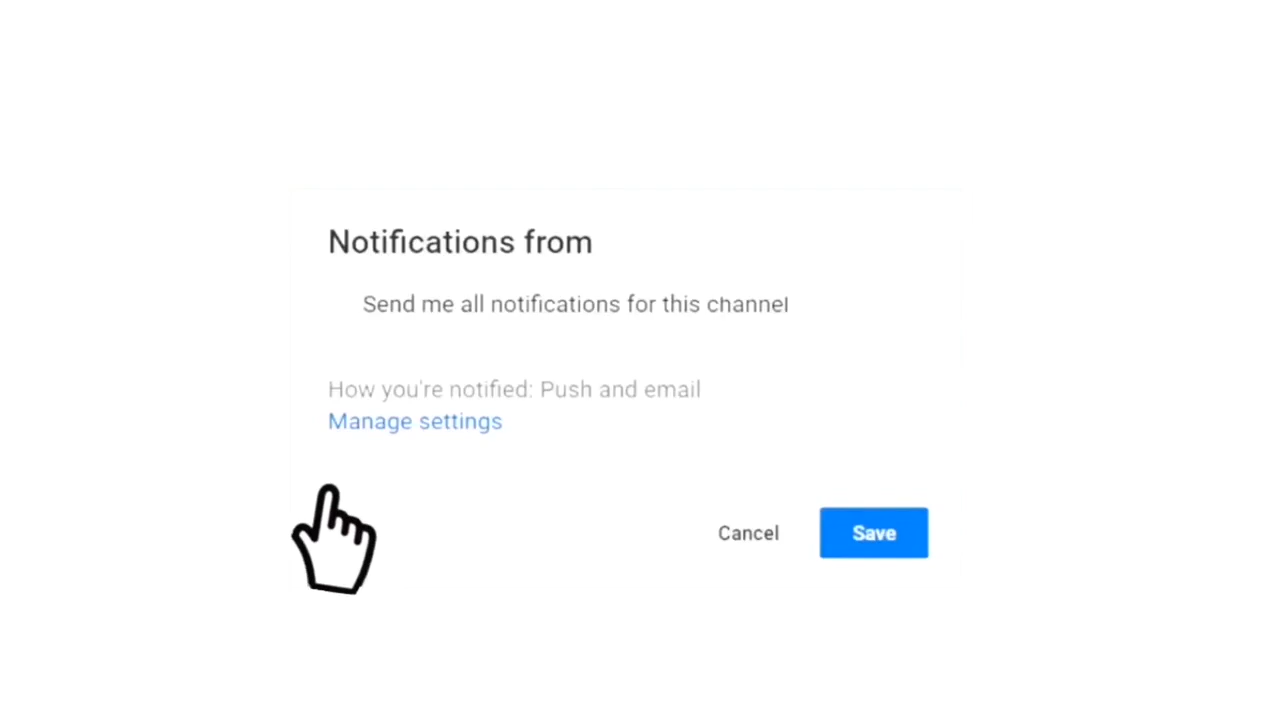 Notifications from
Send me all notifications for this channel
How you're notified: Push and email
Manage settings
Cancel
Save